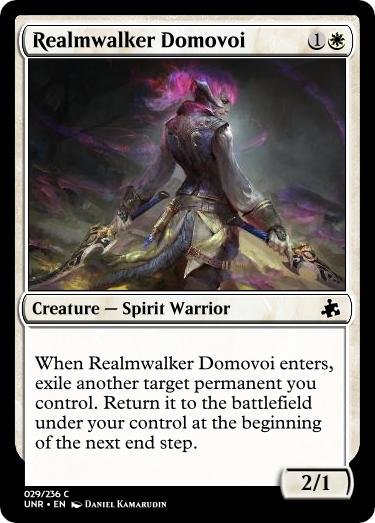 Realmwalker Domovoi 1
Creature — Spirit Warrior
When Realmwalker Domovoi enters,
exile another target permanent you
control. Return it to the battlefield
under your control at the beginning
of the next end step.
2/1
029/236 C
UNR • EN Daniel Kamarudin